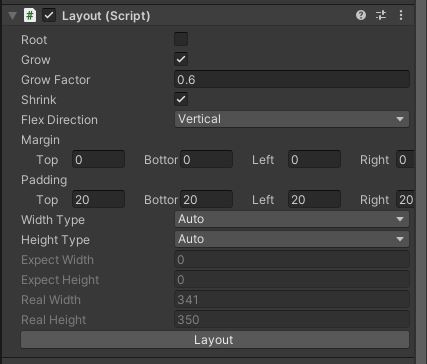 # Layout (Script)
Root
Grow
Grow Factor 0.6
Shrink
Flex Direction Vertical
Margin
Top 0 Bottor 0 Left 0 Right 0
Padding
Top 20 Bottor 20 Left 20 Right 20
Width Type Auto
Height Type Auto
Expect Width 0
Expect Height 0
Real Width 341
Real Height 350
Layout